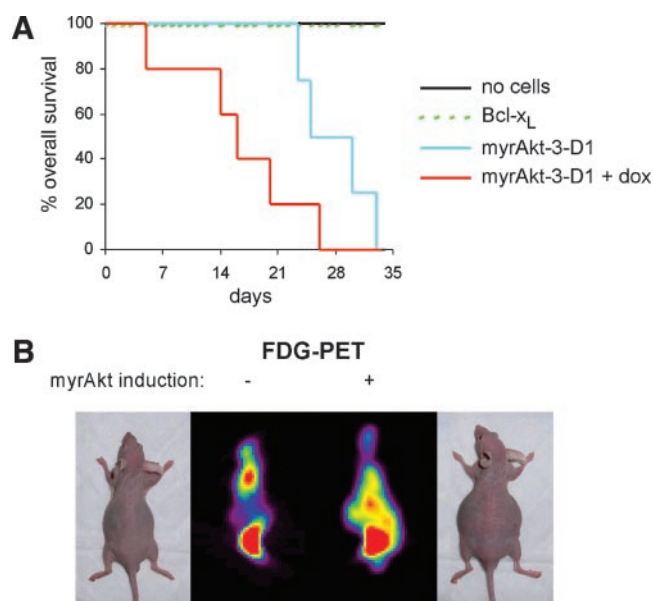 A
100
80
60
40
20
0
% overall survival
0 7 14 21 28 35
days
no cells
Bcl-xL
myrAkt-3-D1
myrAkt-3-D1 + dox
B
FDG-PET
myrAkt induction: - +